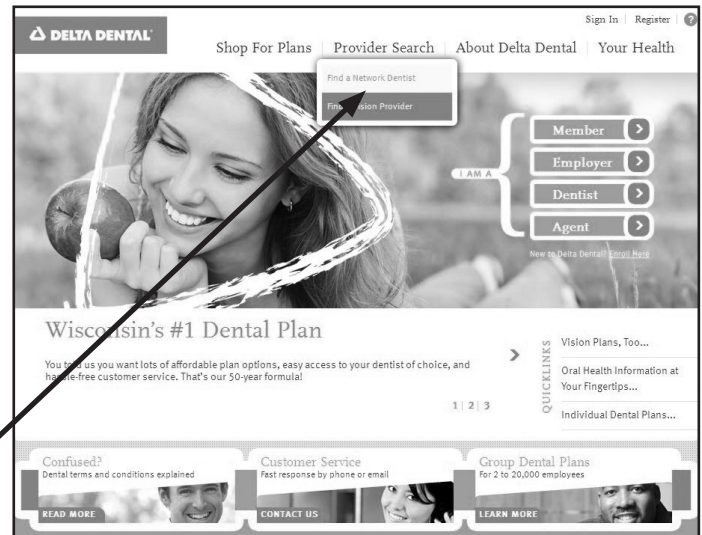 Sign In | Register | ?
DELTA DENTAL
Shop For Plans | Provider Search | About Delta Dental | Your Health
Find a Network Dentist
Find Vision Provider
I AM A
Member
Employer
Dentist
Agent
New to Delta Dental? Enroll Here
Wisconsin's #1 Dental Plan
You told us you want lots of affordable plan options, easy access to your dentist of choice, and
hassle-free customer service. That's our 50-year formula!
1 | 2 | 3
QUICKLINKS
Vision Plans, Too...
Oral Health Information at
Your Fingertips...
Individual Dental Plans...
Confused?
Dental terms and conditions explained
READ MORE
Customer Service
Fast response by phone or email
CONTACT US
Group Dental Plans
For 2 to 20,000 employees
LEARN MORE